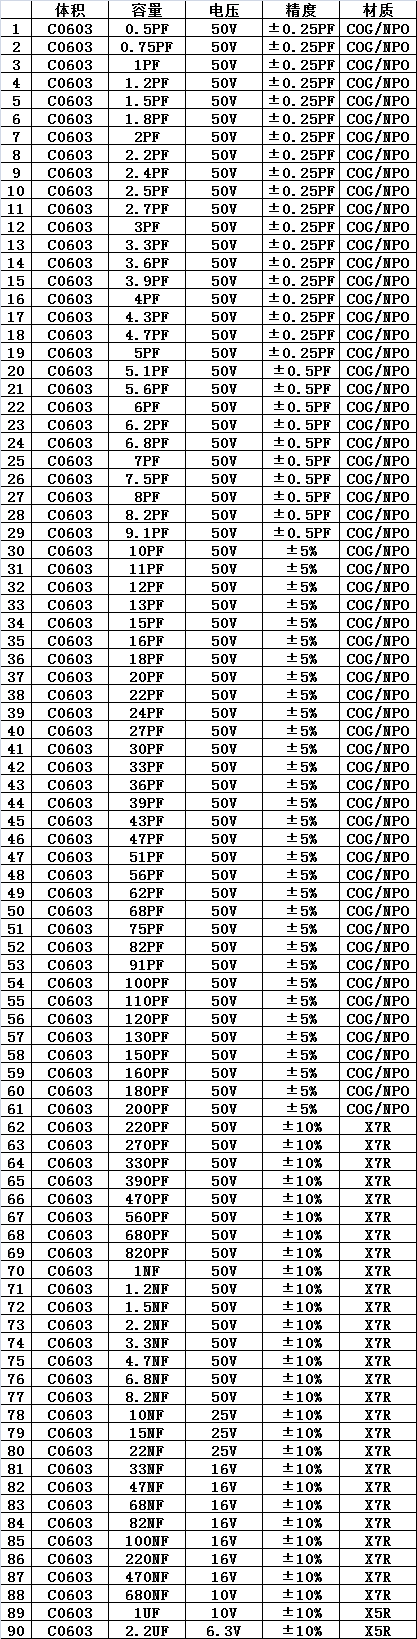 体积 容量 电压 精度 材质
1 C0603 0.5PF 50V ±0.25PF COG/NPO
2 C0603 0.75PF 50V ±0.25PF COG/NPO
3 C0603 1PF 50V ±0.25PF COG/NPO
4 C0603 1.2PF 50V ±0.25PF COG/NPO
5 C0603 1.5PF 50V ±0.25PF COG/NPO
6 C0603 1.8PF 50V ±0.25PF COG/NPO
7 C0603 2PF 50V ±0.25PF COG/NPO
8 C0603 2.2PF 50V ±0.25PF COG/NPO
9 C0603 2.4PF 50V ±0.25PF COG/NPO
10 C0603 2.5PF 50V ±0.25PF COG/NPO
11 C0603 2.7PF 50V ±0.25PF COG/NPO
12 C0603 3PF 50V ±0.25PF COG/NPO
13 C0603 3.3PF 50V ±0.25PF COG/NPO
14 C0603 3.6PF 50V ±0.25PF COG/NPO
15 C0603 3.9PF 50V ±0.25PF COG/NPO
16 C0603 4PF 50V ±0.25PF COG/NPO
17 C0603 4.3PF 50V ±0.25PF COG/NPO
18 C0603 4.7PF 50V ±0.25PF COG/NPO
19 C0603 5PF 50V ±0.25PF COG/NPO
20 C0603 5.1PF 50V ±0.5PF COG/NPO
21 C0603 5.6PF 50V ±0.5PF COG/NPO
22 C0603 6PF 50V ±0.5PF COG/NPO
23 C0603 6.2PF 50V ±0.5PF COG/NPO
24 C0603 6.8PF 50V ±0.5PF COG/NPO
25 C0603 7PF 50V ±0.5PF COG/NPO
26 C0603 7.5PF 50V ±0.5PF COG/NPO
27 C0603 8PF 50V ±0.5PF COG/NPO
28 C0603 8.2PF 50V ±0.5PF COG/NPO
29 C0603 9.1PF 50V ±0.5PF COG/NPO
30 C0603 10PF 50V ±5% COG/NPO
31 C0603 11PF 50V ±5% COG/NPO
32 C0603 12PF 50V ±5% COG/NPO
33 C0603 13PF 50V ±5% COG/NPO
34 C0603 15PF 50V ±5% COG/NPO
35 C0603 16PF 50V ±5% COG/NPO
36 C0603 18PF 50V ±5% COG/NPO
37 C0603 20PF 50V ±5% COG/NPO
38 C0603 22PF 50V ±5% COG/NPO
39 C0603 24PF 50V ±5% COG/NPO
40 C0603 27PF 50V ±5% COG/NPO
41 C0603 30PF 50V ±5% COG/NPO
42 C0603 33PF 50V ±5% COG/NPO
43 C0603 36PF 50V ±5% COG/NPO
44 C0603 39PF 50V ±5% COG/NPO
45 C0603 43PF 50V ±5% COG/NPO
46 C0603 47PF 50V ±5% COG/NPO
47 C0603 51PF 50V ±5% COG/NPO
48 C0603 56PF 50V ±5% COG/NPO
49 C0603 62PF 50V ±5% COG/NPO
50 C0603 68PF 50V ±5% COG/NPO
51 C0603 75PF 50V ±5% COG/NPO
52 C0603 82PF 50V ±5% COG/NPO
53 C0603 91PF 50V ±5% COG/NPO
54 C0603 100PF 50V ±5% COG/NPO
55 C0603 110PF 50V ±5% COG/NPO
56 C0603 120PF 50V ±5% COG/NPO
57 C0603 130PF 50V ±5% COG/NPO
58 C0603 150PF 50V ±5% COG/NPO
59 C0603 160PF 50V ±5% COG/NPO
60 C0603 180PF 50V ±5% COG/NPO
61 C0603 200PF 50V ±5% COG/NPO
62 C0603 220PF 50V ±10% X7R
63 C0603 270PF 50V ±10% X7R
64 C0603 330PF 50V ±10% X7R
65 C0603 390PF 50V ±10% X7R
66 C0603 470PF 50V ±10% X7R
67 C0603 560PF 50V ±10% X7R
68 C0603 680PF 50V ±10% X7R
69 C0603 820PF 50V ±10% X7R
70 C0603 1NF 50V ±10% X7R
71 C0603 1.2NF 50V ±10% X7R
72 C0603 1.5NF 50V ±10% X7R
73 C0603 2.2NF 50V ±10% X7R
74 C0603 3.3NF 50V ±10% X7R
75 C0603 4.7NF 50V ±10% X7R
76 C0603 6.8NF 50V ±10% X7R
77 C0603 8.2NF 50V ±10% X7R
78 C0603 10NF 25V ±10% X7R
79 C0603 15NF 25V ±10% X7R
80 C0603 22NF 25V ±10% X7R
81 C0603 33NF 16V ±10% X7R
82 C0603 47NF 16V ±10% X7R
83 C0603 68NF 16V ±10% X7R
84 C0603 82NF 16V ±10% X7R
85 C0603 100NF 16V ±10% X7R
86 C0603 220NF 16V ±10% X7R
87 C0603 470NF 16V ±10% X7R
88 C0603 680NF 10V ±10% X7R
89 C0603 1UF 10V ±10% X5R
90 C0603 2.2UF 6.3V ±10% X5R